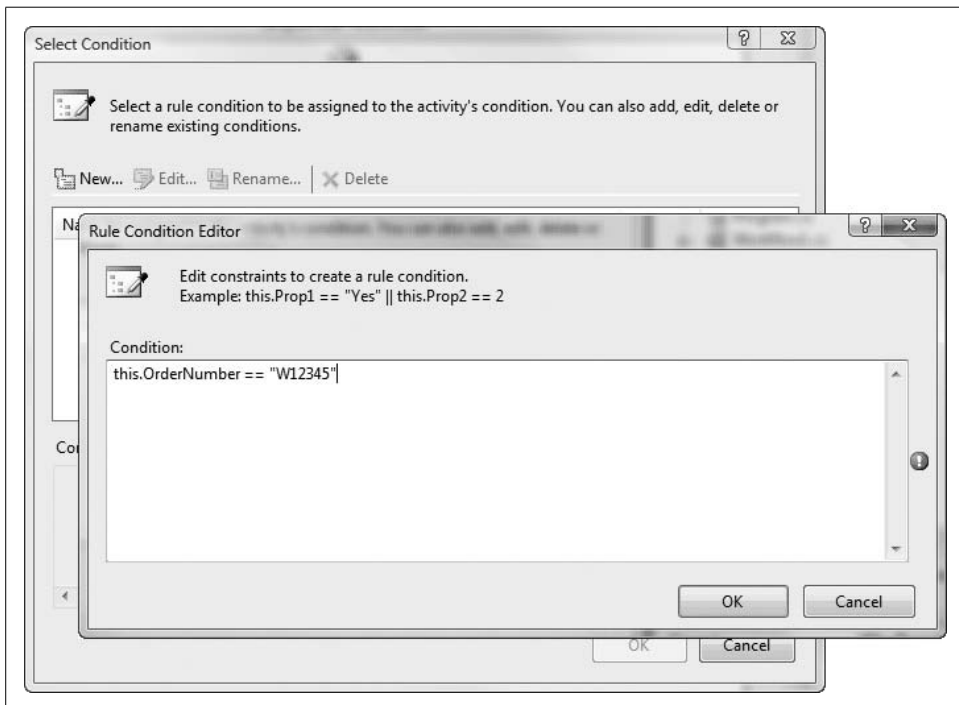 Select Condition
Select a rule condition to be assigned to the activity's condition. You can also add, edit, delete or
rename existing conditions.
New... Edit... Rename... Delete
Na
Rule Condition Editor
Edit constraints to create a rule condition.
Example: this.Prop1 == "Yes" || this.Prop2 == 2
Condition:
this.OrderNumber == "W12345"
Co
OK Cancel
OK Cancel